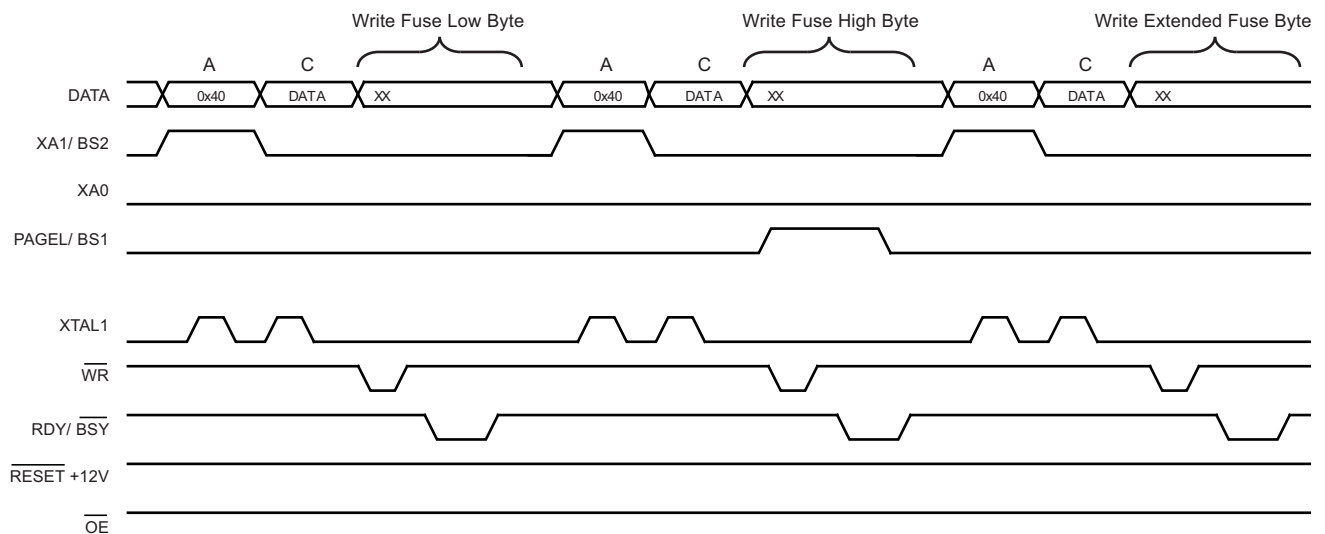 Write Fuse Low Byte Write Fuse High Byte Write Extended Fuse Byte
A C A C A C
DATA 0x40 DATA XX 0x40 DATA XX 0x40 DATA XX
XA1/ BS2
XA0
PAGEL/ BS1
XTAL1
WR
RDY/ BSY
RESET +12V
OE